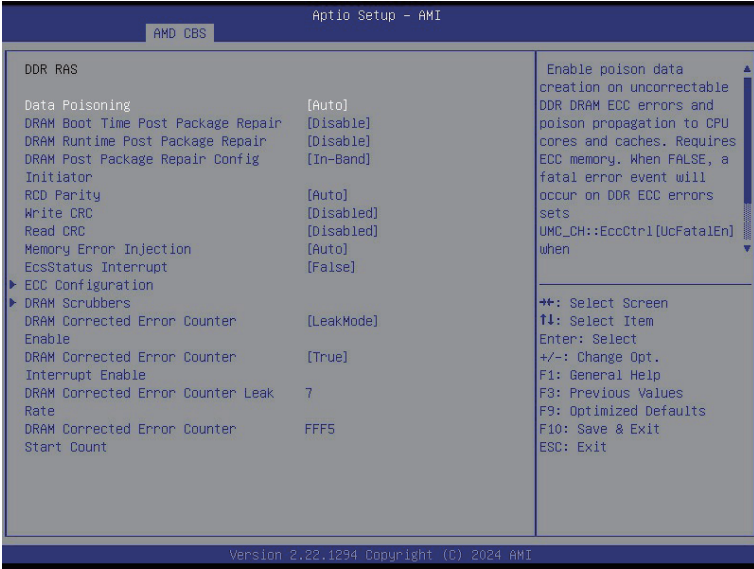 Aptio Setup – AMI
AMD CBS
DDR RAS
Data Poisoning [Auto]
DRAM Boot Time Post Package Repair [Disable]
DRAM Runtime Post Package Repair [Disable]
DRAM Post Package Repair Config [In-Band]
Initiator
RCD Parity [Auto]
Write CRC [Disabled]
Read CRC [Disabled]
Memory Error Injection [Auto]
EcsStatus Interrupt [False]
ECC Configuration
DRAM Scrubbers
DRAM Corrected Error Counter [LeakMode]
Enable
DRAM Corrected Error Counter [True]
Interrupt Enable
DRAM Corrected Error Counter Leak 7
Rate
DRAM Corrected Error Counter FFF5
Start Count
Enable poison data
creation on uncorrectable
DDR DRAM ECC errors and
poison propagation to CPU
cores and caches. Requires
ECC memory. When FALSE, a
fatal error event will
occur on DDR ECC errors
sets
UMC_CH::EccCtrl[UcFatalEn]
when
→←: Select Screen
↑↓: Select Item
Enter: Select
+/-: Change Opt.
F1: General Help
F3: Previous Values
F9: Optimized Defaults
F10: Save & Exit
ESC: Exit
Version 2.22.1294 Copyright (C) 2024 AMI